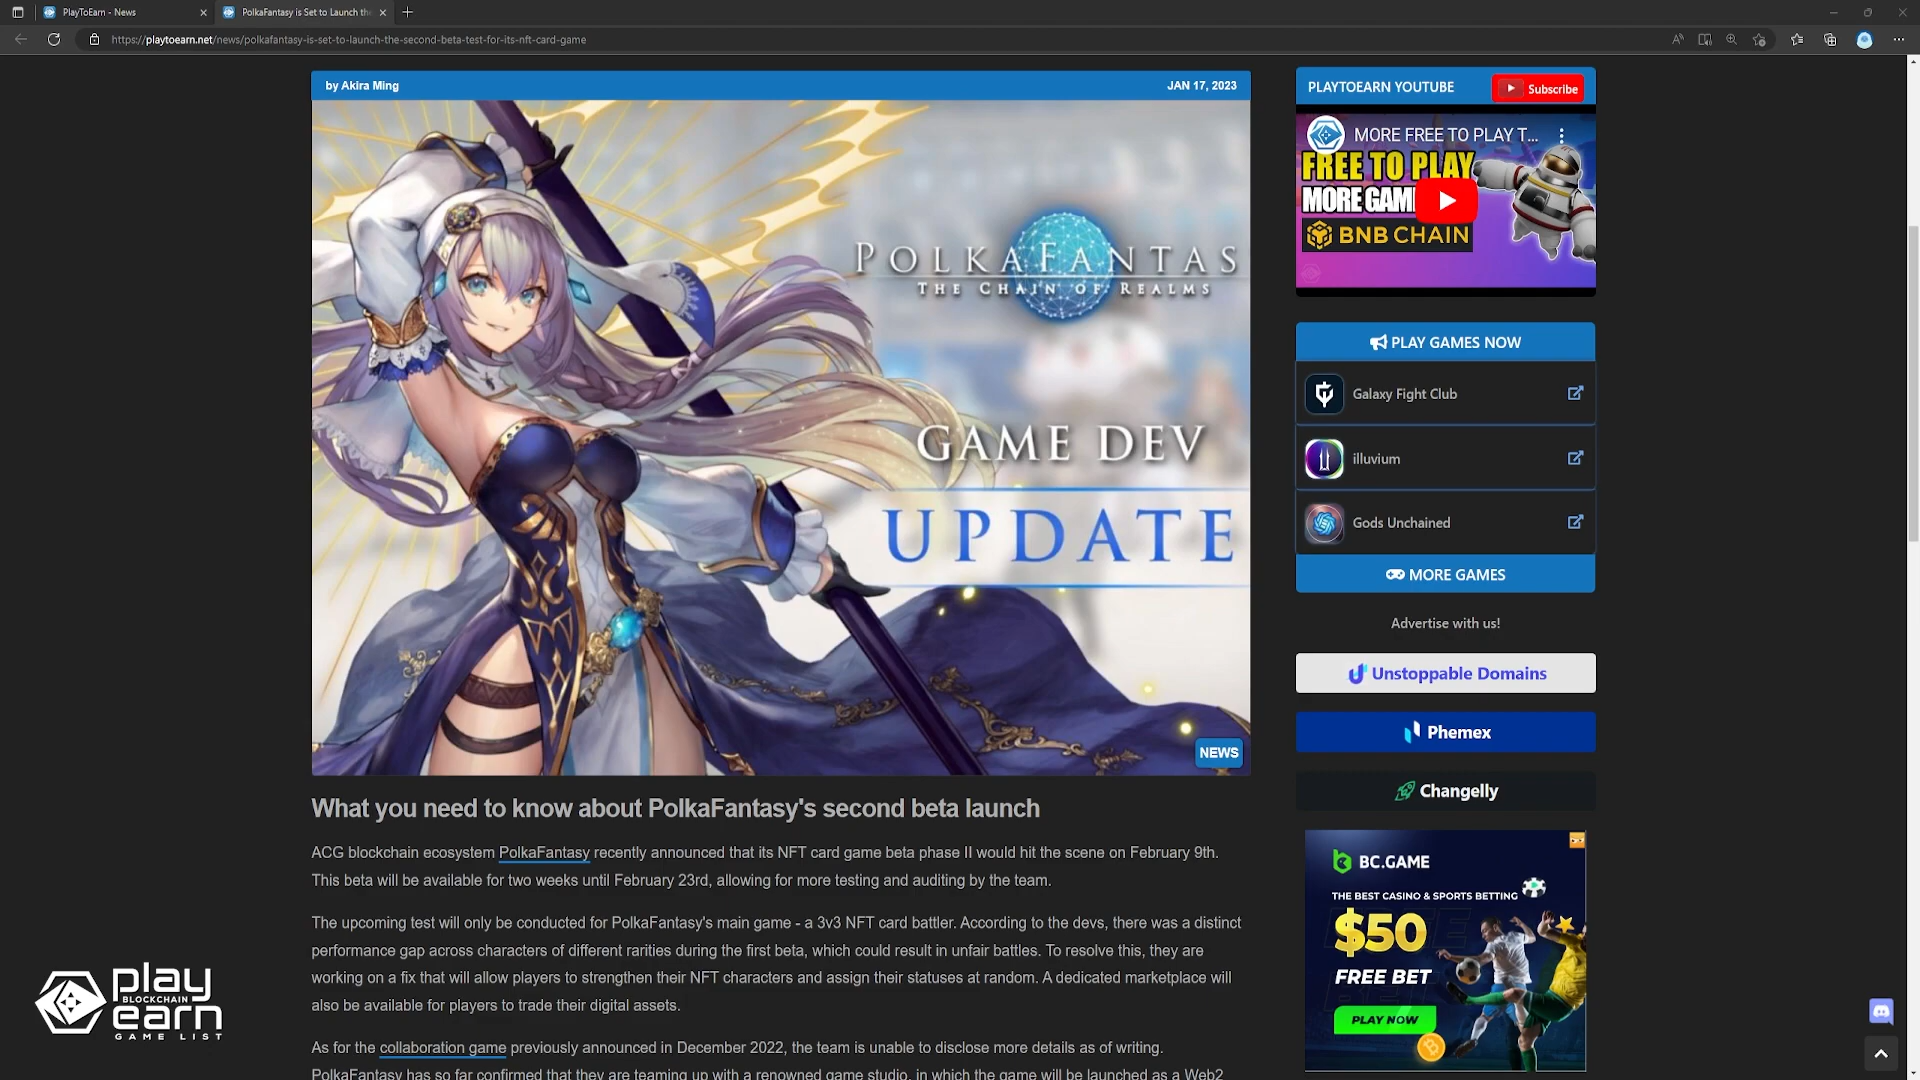 PlayToEarn - News
PolkaFantasy is Set to Launch the
https://playtoearn.net/news/polkafantasy-is-set-to-launch-the-second-beta-test-for-its-nft-card-game
by Akira Ming
JAN 17, 2023
POLKAFANTAS
THE CHAIN OF REALMS
GAME DEV
UPDATE
NEWS
What you need to know about PolkaFantasy's second beta launch
ACG blockchain ecosystem PolkaFantasy recently announced that its NFT card game beta phase II would hit the scene on February 9th.
This beta will be available for two weeks until February 23rd, allowing for more testing and auditing by the team.
The upcoming test will only be conducted for PolkaFantasy's main game - a 3v3 NFT card battler. According to the devs, there was a distinct
performance gap across characters of different rarities during the first beta, which could result in unfair battles. To resolve this, they are
working on a fix that will allow players to strengthen their NFT characters and assign their statuses at random. A dedicated marketplace will
also be available for players to trade their digital assets.
As for the collaboration game previously announced in December 2022, the team is unable to disclose more details as of writing.
PolkaFantasy has so far confirmed that they are teaming up with a renowned game studio, in which the game will be launched as a Web2
PLAYTOEARN YOUTUBE
Subscribe
MORE FREE TO PLAY T...
FREE TO PLAY
MORE GAM
BNB CHAIN
PLAY GAMES NOW
Galaxy Fight Club
illuvium
Gods Unchained
MORE GAMES
Advertise with us!
Unstoppable Domains
Phemex
Changelly
BC.GAME
THE BEST CASINO & SPORTS BETTING
$50
FREE BET
PLAY NOW
play
BLOCKCHAIN
earn
GAME LIST